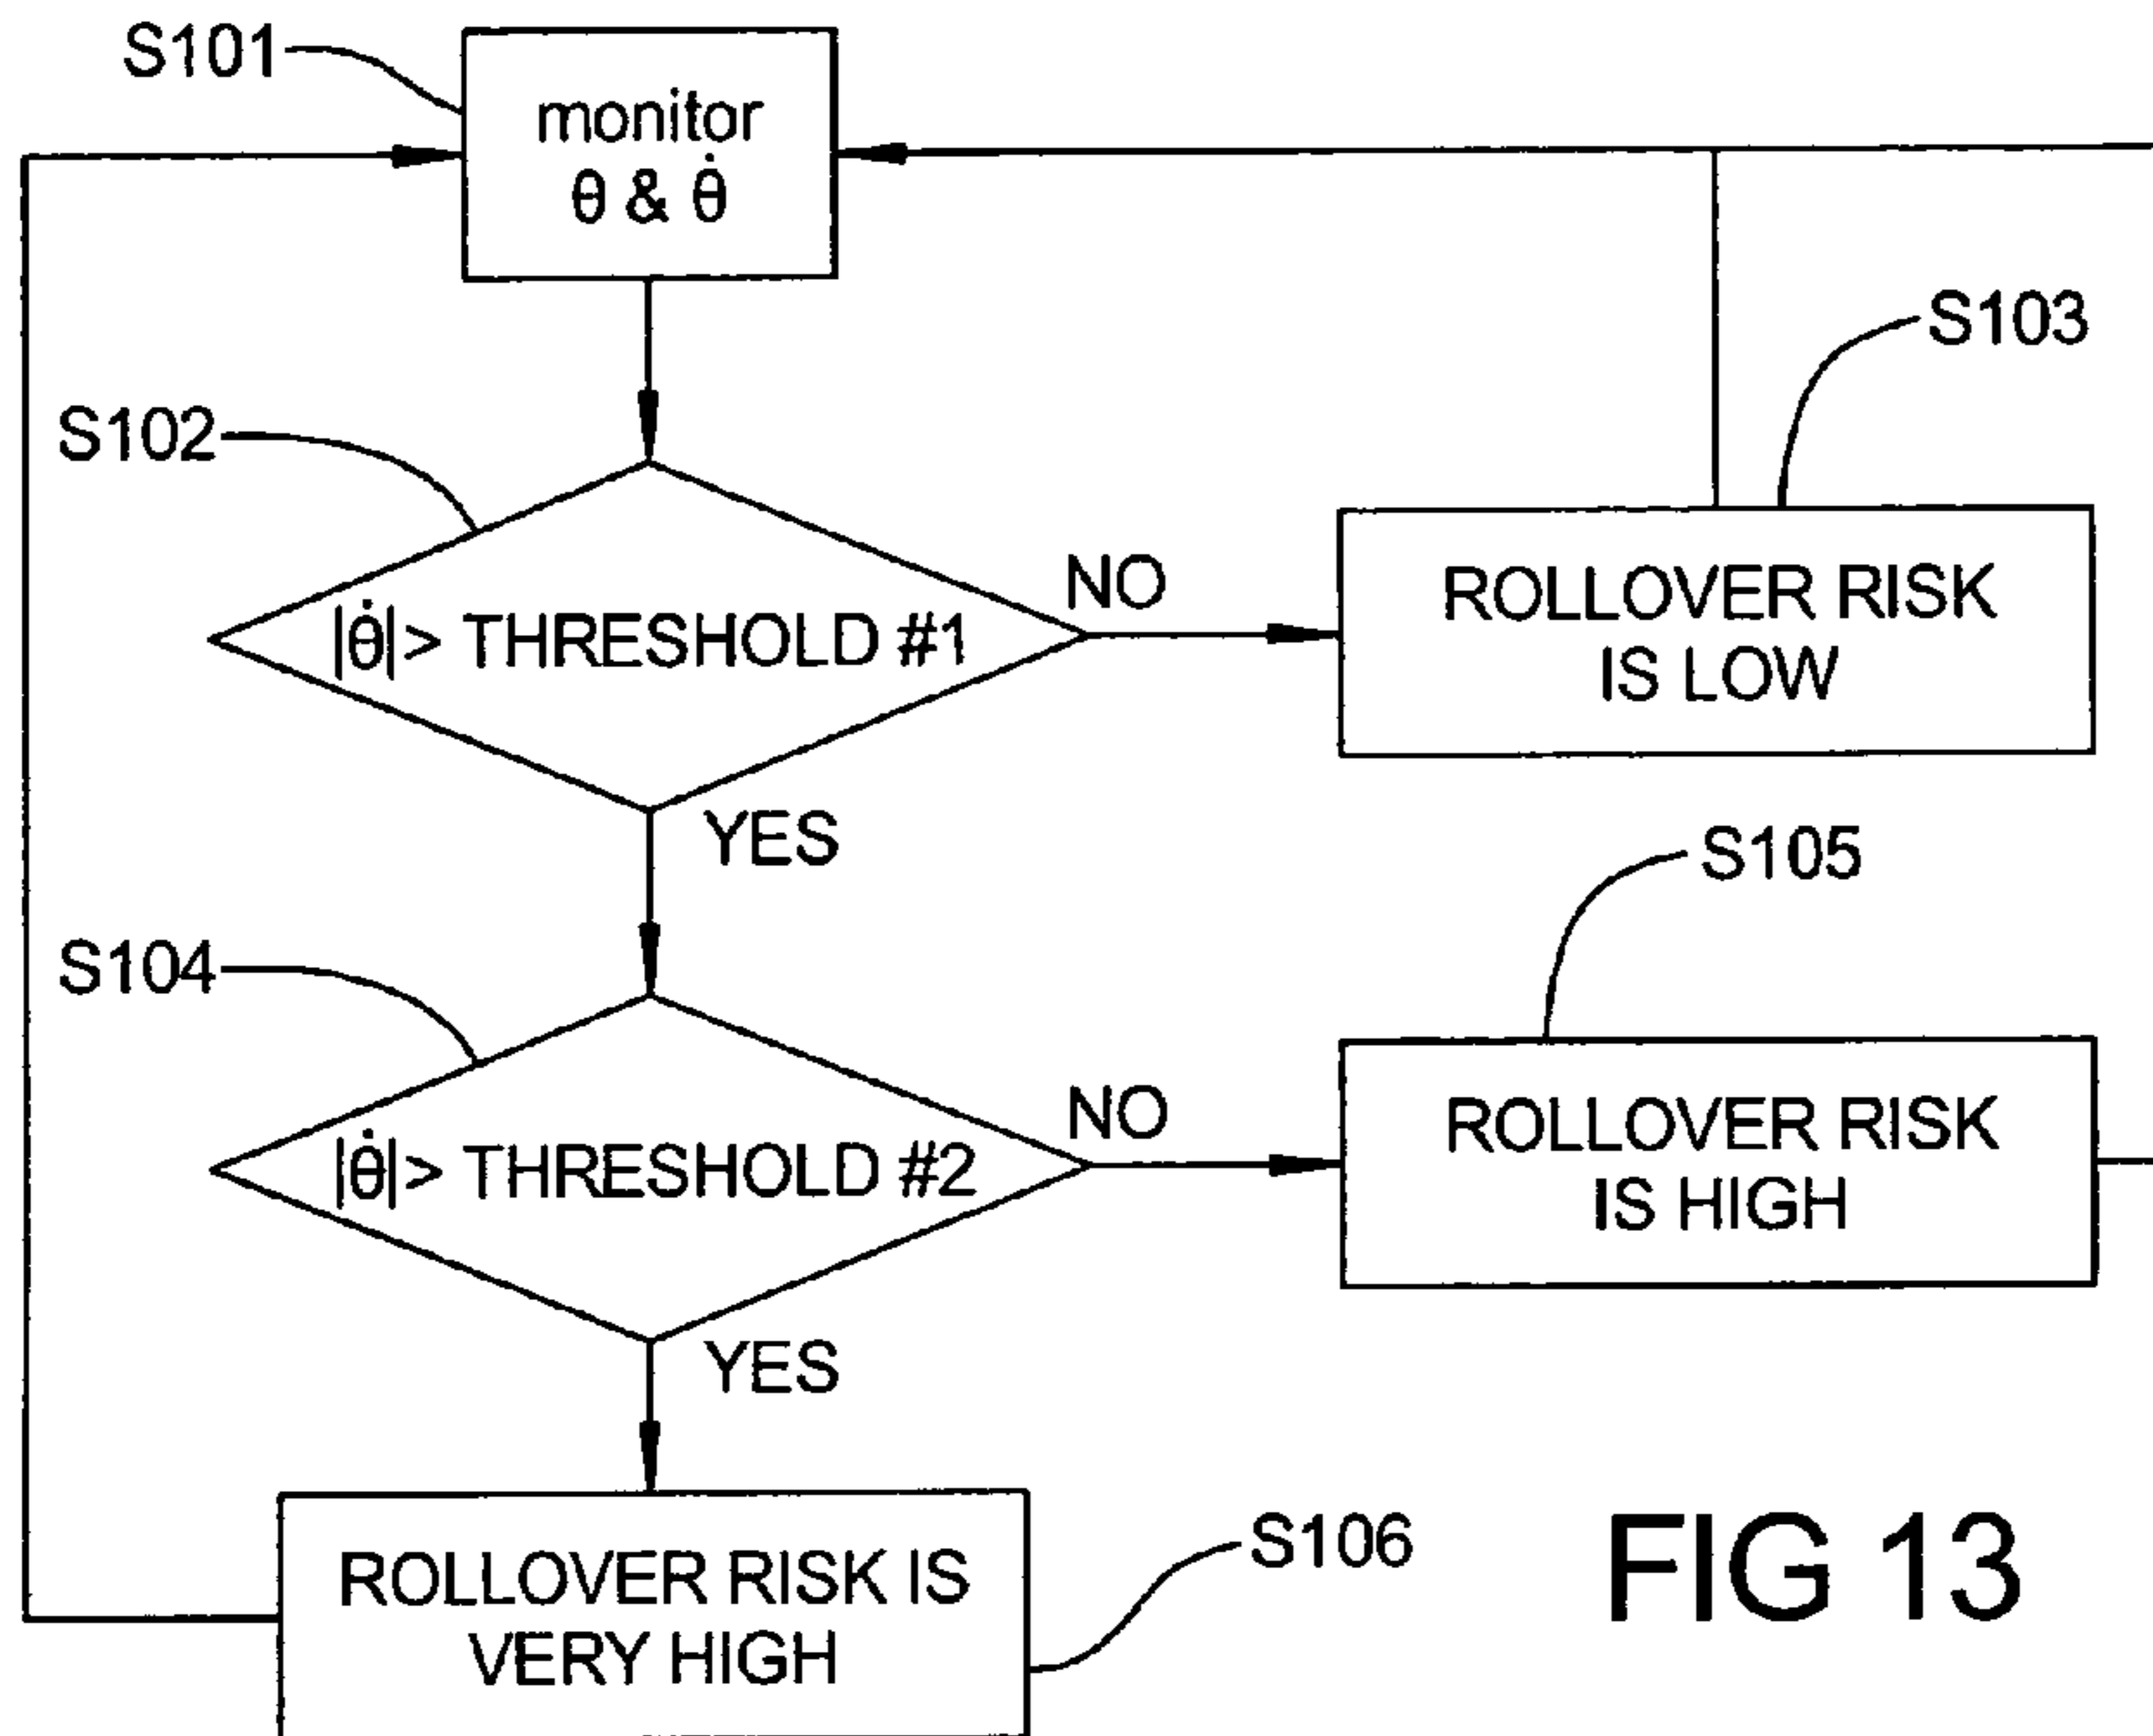 S101
monitor
θ & θ̇
S103
S102
NO
|θ̇|> THRESHOLD #1
ROLLOVER RISK
IS LOW
YES
S105
S104
NO
|θ̇|> THRESHOLD #2
ROLLOVER RISK
IS HIGH
YES
S106
ROLLOVER RISK IS
VERY HIGH
FIG 13